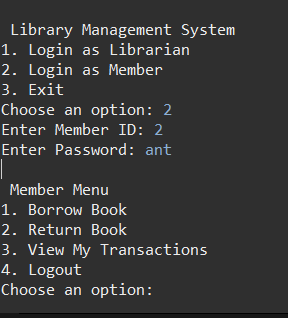 Library Management System
1. Login as Librarian
2. Login as Member
3. Exit
Choose an option: 2
Enter Member ID: 2
Enter Password: ant
Member Menu
1. Borrow Book
2. Return Book
3. View My Transactions
4. Logout
Choose an option: